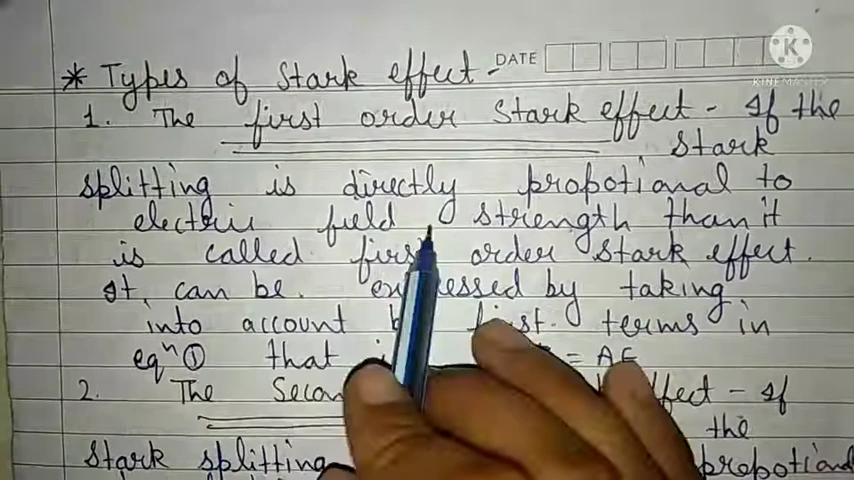 * Types of Stark effect -
DATE
K
KINEMASTER
1. The first order Stark effect - If the
Stark
splitting is directly propotional to
electric field strength than it
is called first order Stark effect.
It, can be. by taking
into account first. terms in
eqⁿ ① that = AE
2. The effect - If
the
Stark splitting propotional